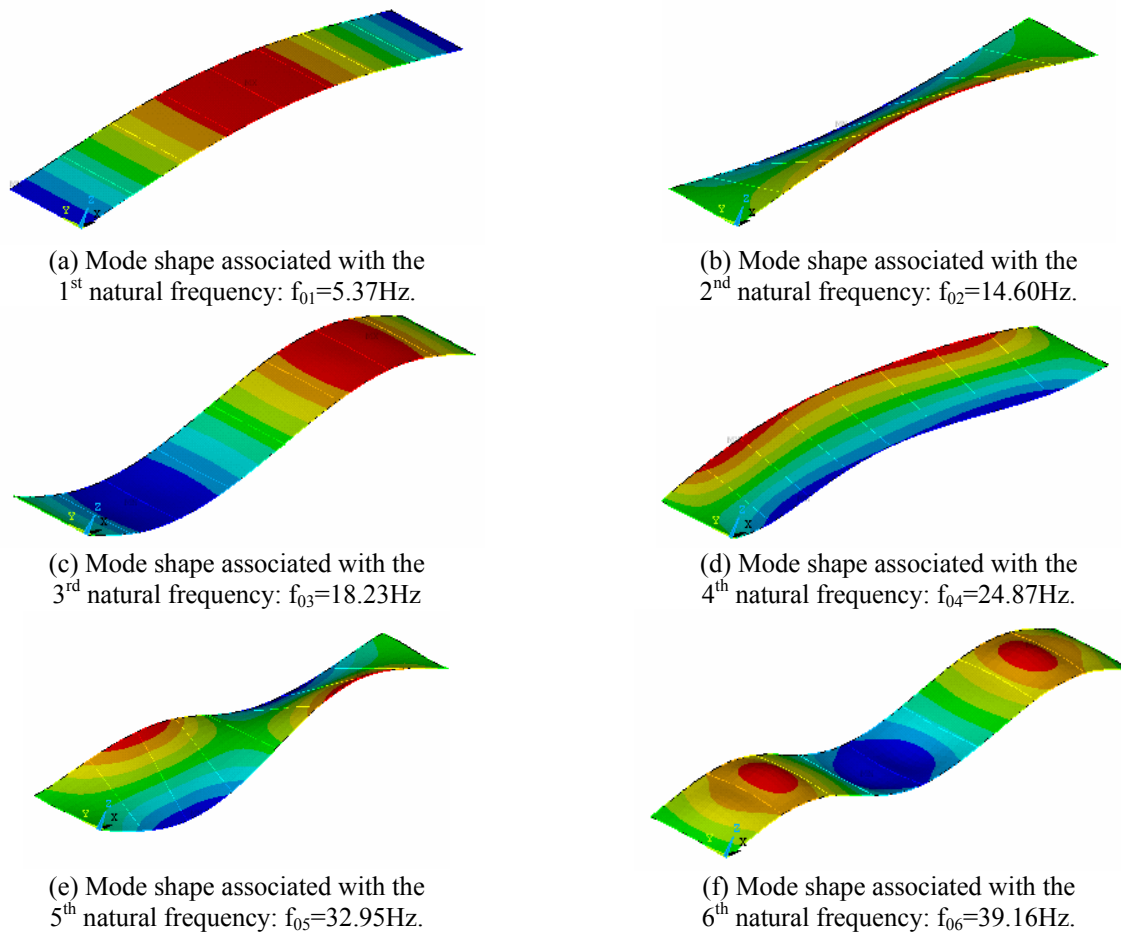 Y Z X
(a) Mode shape associated with the
1st natural frequency: f01=5.37Hz.
MN
Y Z X
(b) Mode shape associated with the
2nd natural frequency: f02=14.60Hz.
Y Z X
(c) Mode shape associated with the
3rd natural frequency: f03=18.23Hz
MN
Y Z X
(d) Mode shape associated with the
4th natural frequency: f04=24.87Hz.
Y Z X
(e) Mode shape associated with the
5th natural frequency: f05=32.95Hz.
Y Z X
(f) Mode shape associated with the
6th natural frequency: f06=39.16Hz.